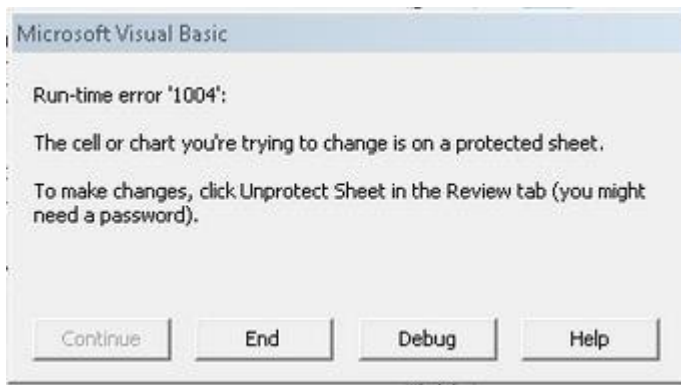 Microsoft Visual Basic
Run-time error '1004':
The cell or chart you're trying to change is on a protected sheet.
To make changes, click Unprotect Sheet in the Review tab (you might
need a password).
Continue End Debug Help